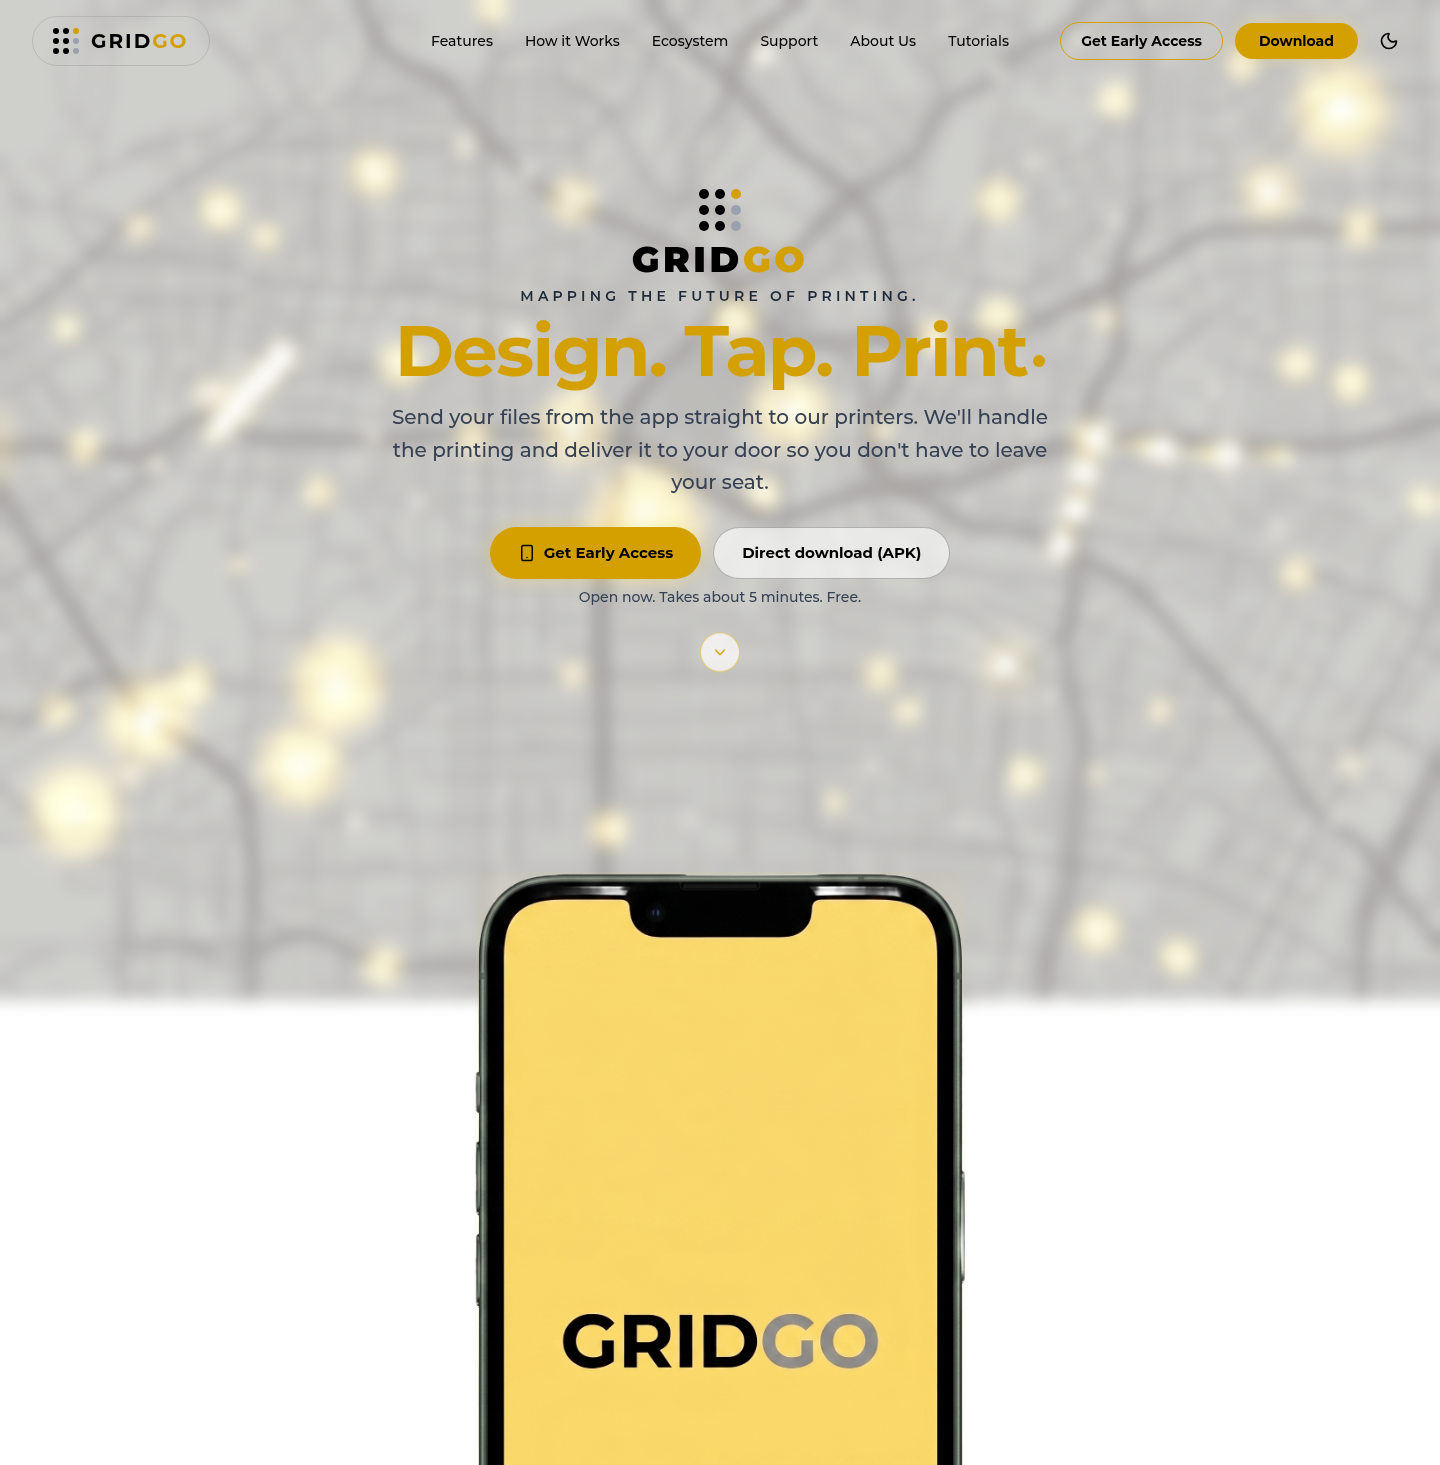 GRIDGO
Features
How it Works
Ecosystem
Support
About Us
Tutorials
Get Early Access
Download
GRIDGO
MAPPING THE FUTURE OF PRINTING.
Design. Tap. Print.
Send your files from the app straight to our printers. We'll handle
the printing and deliver it to your door so you don't have to leave
your seat.
Get Early Access
Direct download (APK)
Open now. Takes about 5 minutes. Free.
GRIDGO